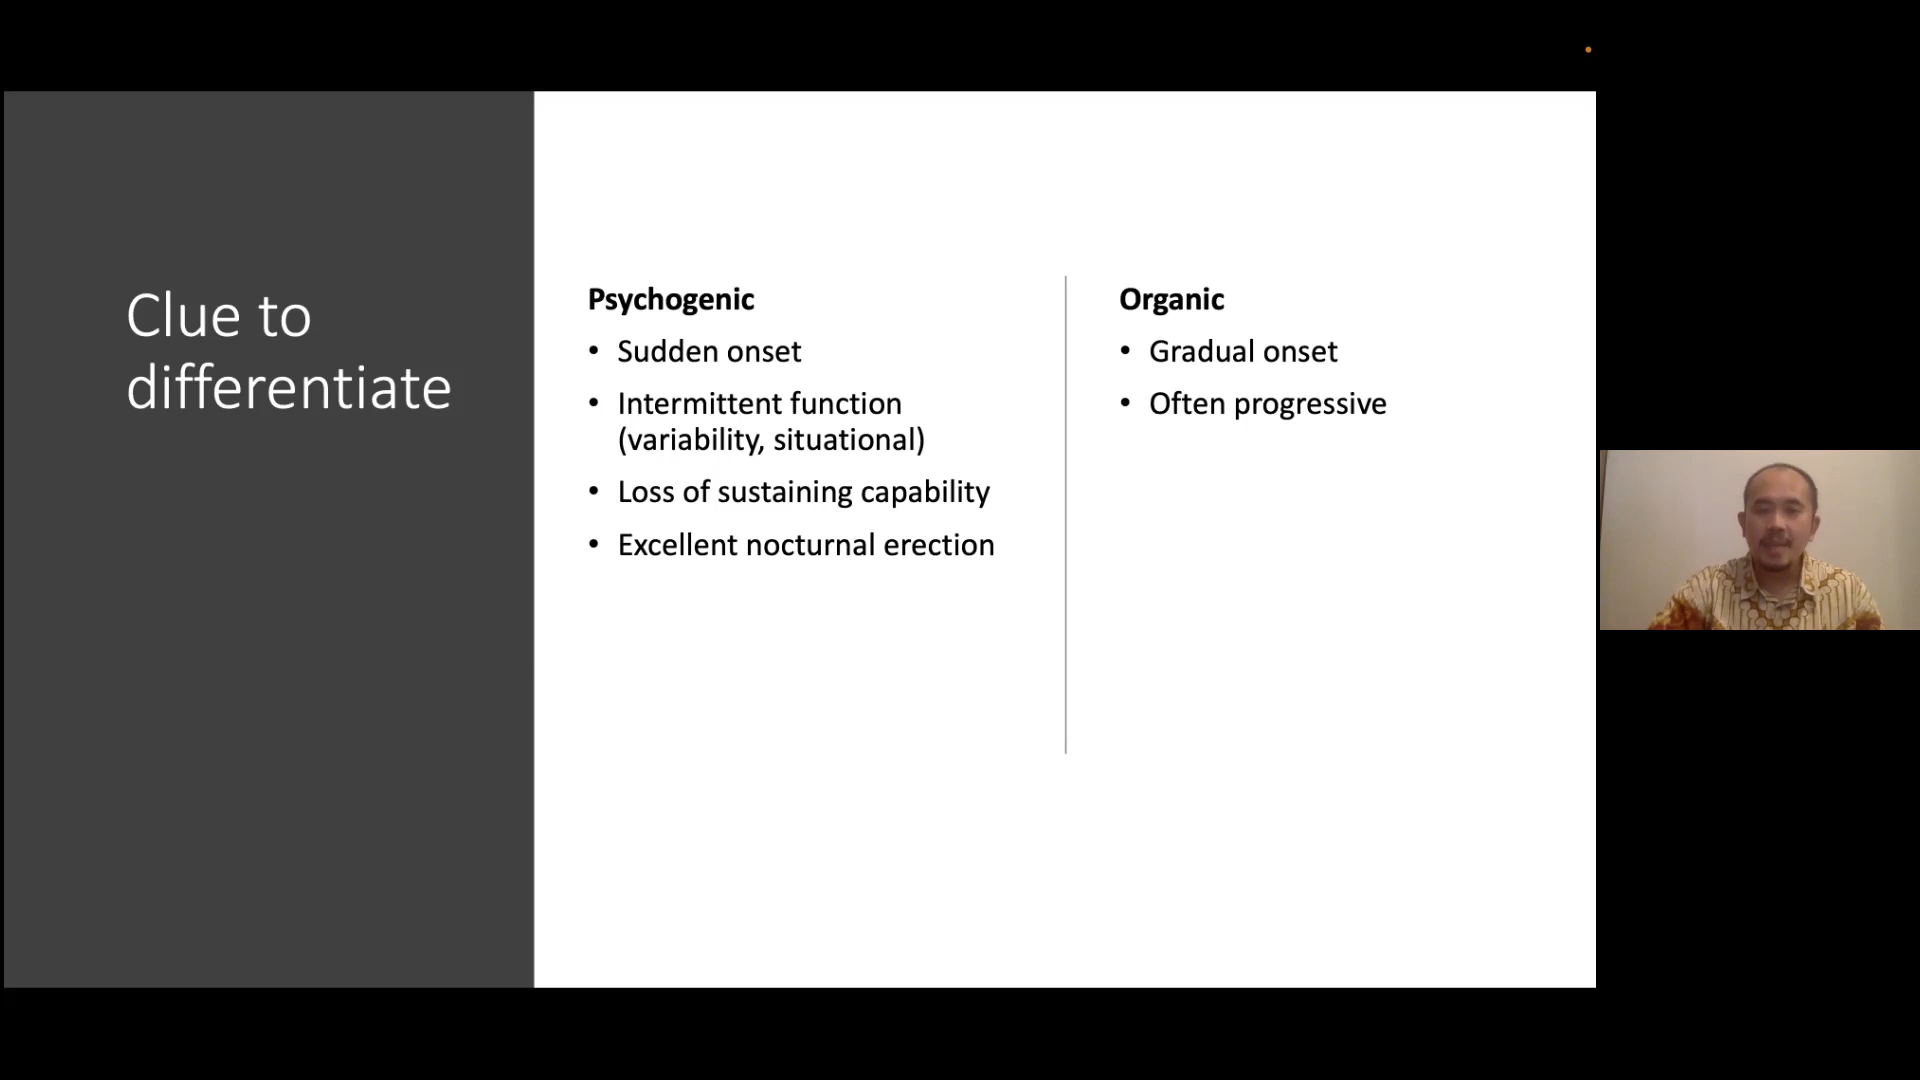 Clue to
differentiate
Psychogenic
• Sudden onset
• Intermittent function
(variability, situational)
• Loss of sustaining capability
• Excellent nocturnal erection
Organic
• Gradual onset
• Often progressive